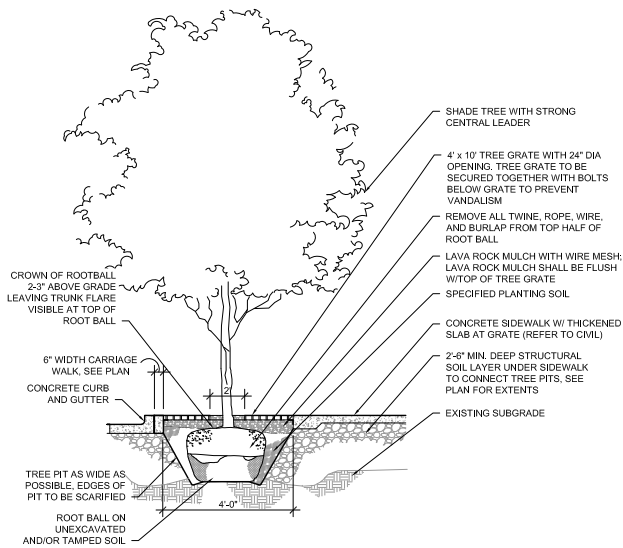 SHADE TREE WITH STRONG
CENTRAL LEADER
4' x 10' TREE GRATE WITH 24" DIA
OPENING. TREE GRATE TO BE
SECURED TOGETHER WITH BOLTS
BELOW GRATE TO PREVENT
VANDALISM
REMOVE ALL TWINE, ROPE, WIRE,
AND BURLAP FROM TOP HALF OF
ROOT BALL
LAVA ROCK MULCH WITH WIRE MESH;
LAVA ROCK MULCH SHALL BE FLUSH
W/TOP OF TREE GRATE
SPECIFIED PLANTING SOIL
CONCRETE SIDEWALK W/ THICKENED
SLAB AT GRATE (REFER TO CIVIL)
2'-6" MIN. DEEP STRUCTURAL
SOIL LAYER UNDER SIDEWALK
TO CONNECT TREE PITS, SEE
PLAN FOR EXTENTS
EXISTING SUBGRADE
CROWN OF ROOTBALL
2-3" ABOVE GRADE
LEAVING TRUNK FLARE
VISIBLE AT TOP OF
ROOT BALL
6" WIDTH CARRIAGE
WALK, SEE PLAN
CONCRETE CURB
AND GUTTER
2'
TREE PIT AS WIDE AS
POSSIBLE, EDGES OF
PIT TO BE SCARIFIED
4'-0"
ROOT BALL ON
UNEXCAVATED
AND/OR TAMPED SOIL